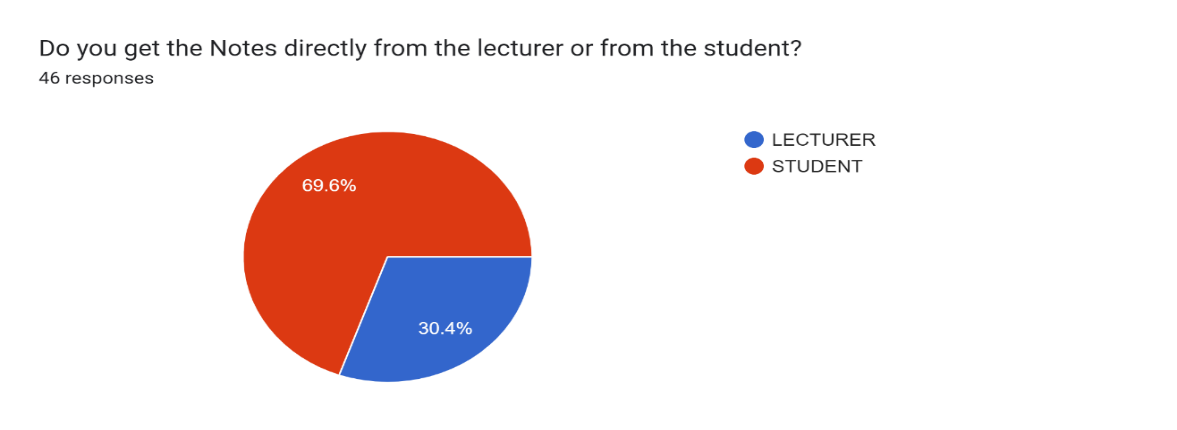 Do you get the Notes directly from the lecturer or from the student?
46 responses
LECTURER
STUDENT
69.6%
30.4%